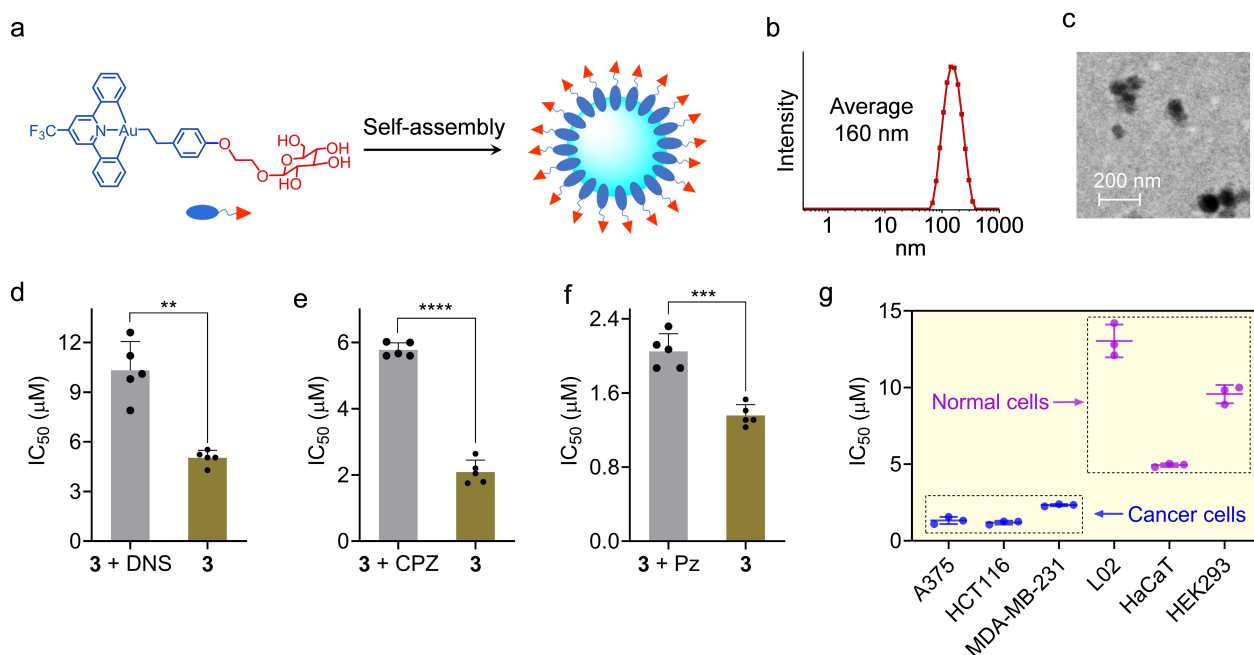 a
F₃C
N
Au
O
O
O
HO
HO
OH
OH
Self-assembly
b
Intensity
Average
160 nm
1
10
100
1000
nm
c
200 nm
d
**
IC₅₀ (μM)
12
9
6
3
0
3 + DNS
3
e
****
IC₅₀ (μM)
6
4
2
0
3 + CPZ
3
f
***
IC₅₀ (μM)
2.4
1.6
0.8
0.0
3 + Pz
3
g
IC₅₀ (μM)
15
10
5
0
Normal cells
Cancer cells
A375
HCT116
MDA-MB-231
L02
HaCaT
HEK293